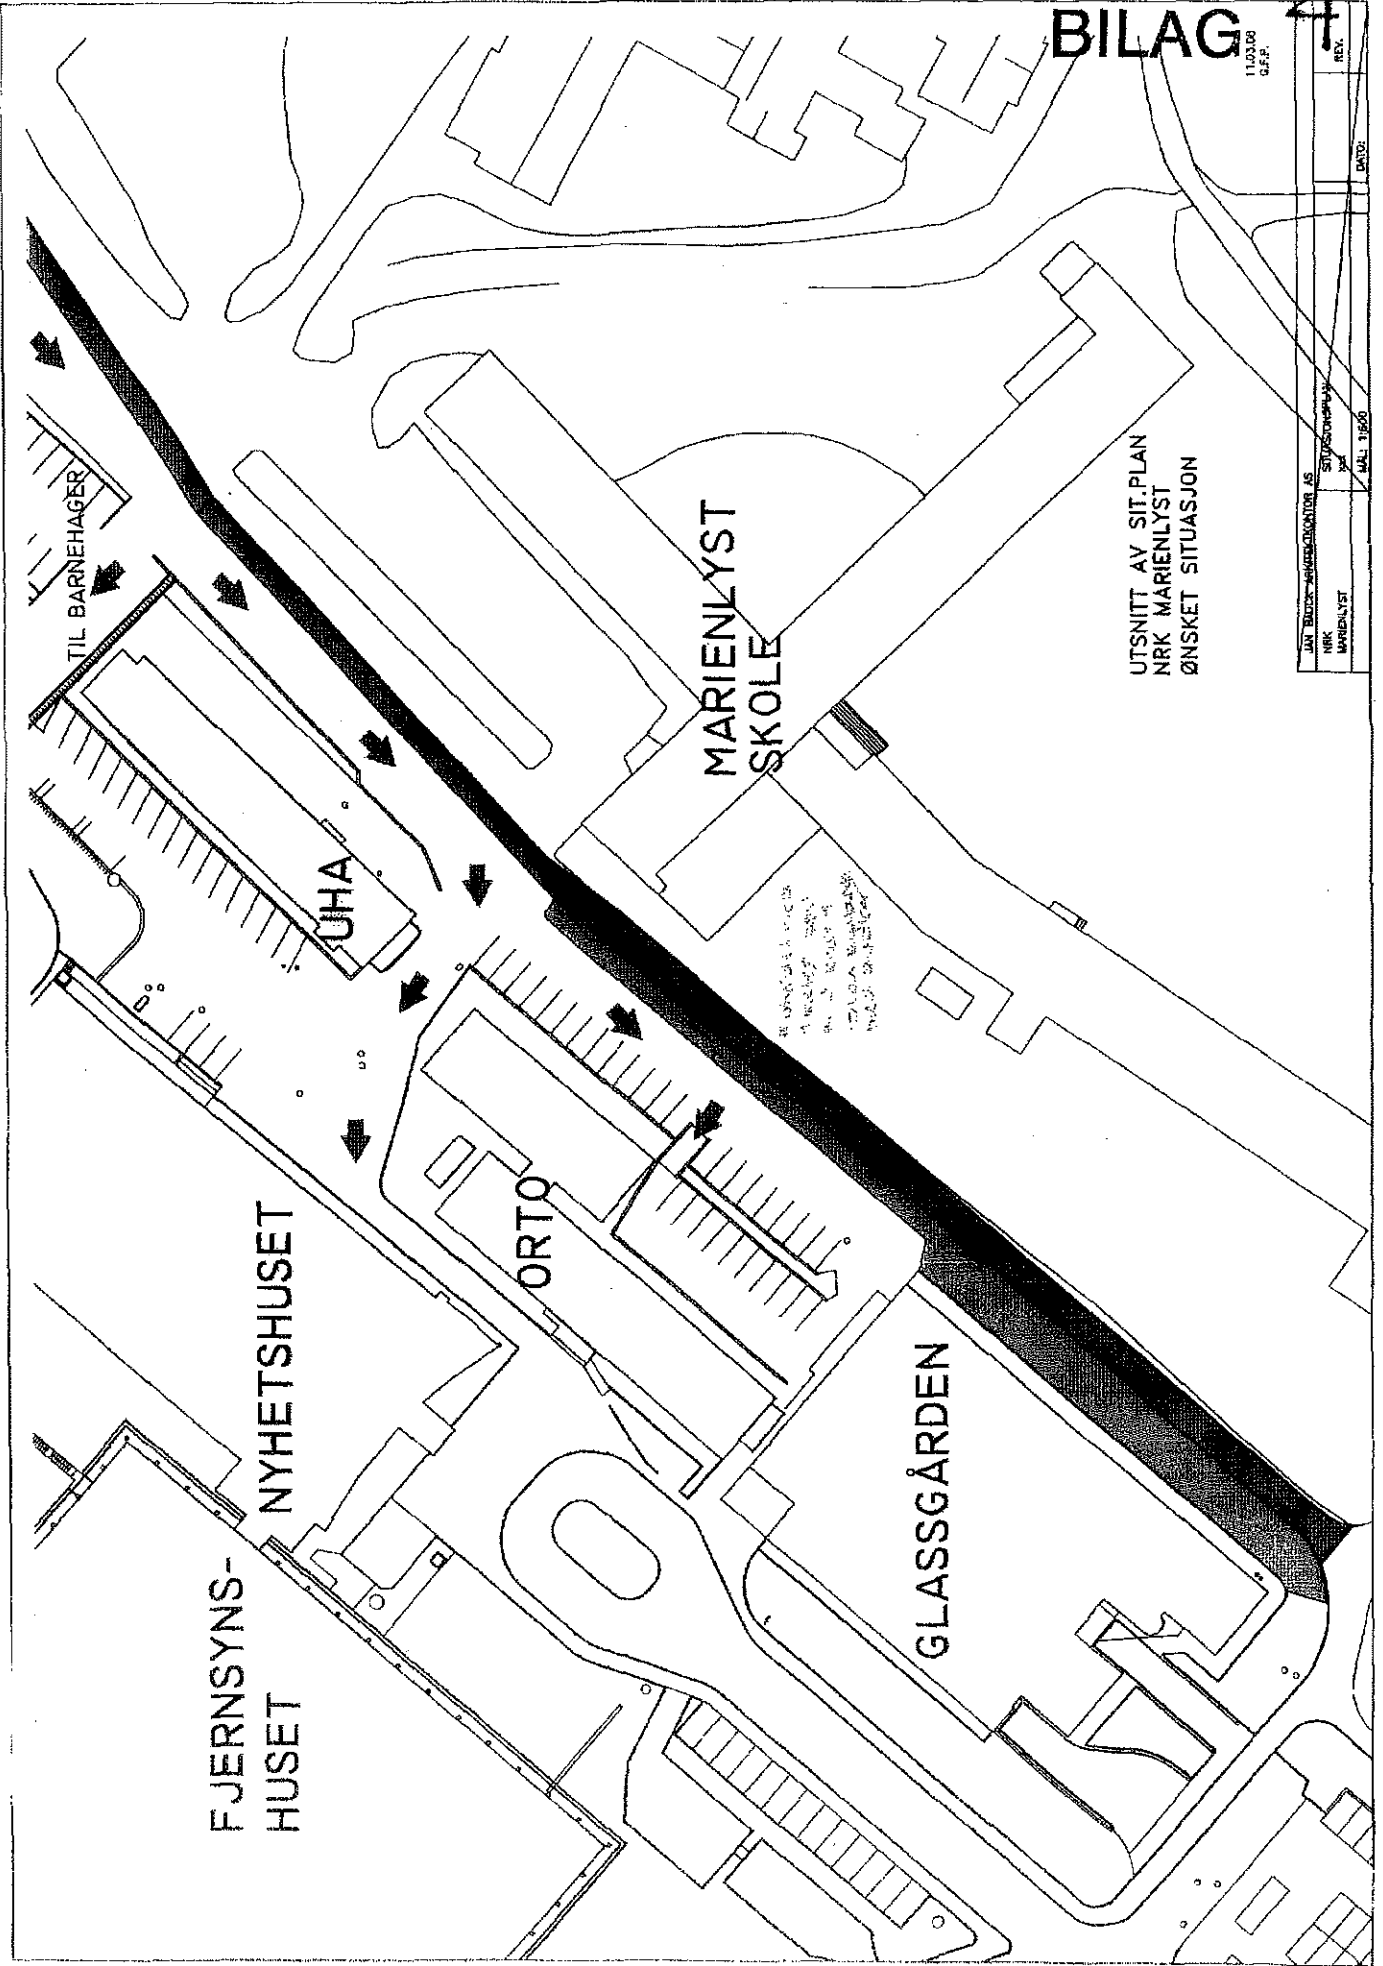 BILAG 4
11.03.08
G.F.P.
TIL BARNEHAGER
UHA
MARIENLYST
SKOLE
ORTO
NYHETSHUSET
FJERNSYNS-
HUSET
GLASSGÅRDEN
UTSNITT AV SIT.PLAN
NRK MARIENLYST
ØNSKET SITUASJON
JAN ARKITEKTKONTOR AS
NRK
MARIENLYST
SITUASJONSPLAN
MÅL: 1:500
DATO:
REV.